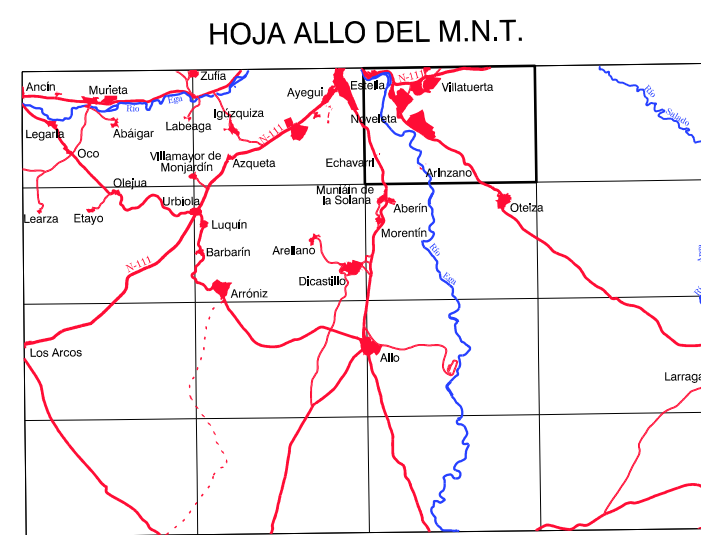 HOJA ALLO DEL M.N.T.
Zufía
Ancín
Murieta
Ayegui
Estella
N-111
Villatuerta
Río
Ega
Igúzquiza
Río
Salado
Legaria
Abáigar
Labeaga
N-111
Noveleta
Oco
Villamayor de
Monjardín
Azqueta
Echavarri
Arinzano
Olejua
Urbiola
Muniáin de
la Solana
Aberín
Oteiza
Learza
Etayo
Luquín
Morentín
Barbarín
Arellano
Río
Ega
N-111
Dicastillo
Arróniz
Los Arcos
Allo
Larraga